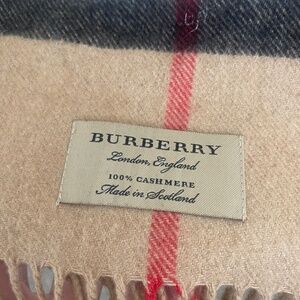 BURBERRY
London, England
100% CASHMERE
Made in Scotland